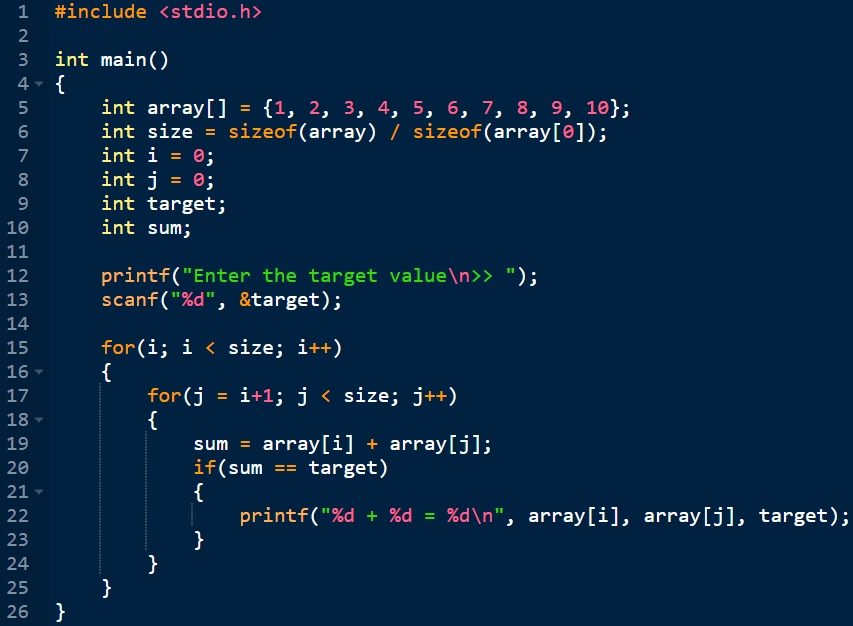 1 #include <stdio.h>
2
3 int main()
4 {
5     int array[] = {1, 2, 3, 4, 5, 6, 7, 8, 9, 10};
6     int size = sizeof(array) / sizeof(array[0]);
7     int i = 0;
8     int j = 0;
9     int target;
10     int sum;
11
12     printf("Enter the target value\n>> ");
13     scanf("%d", &target);
14
15     for(i; i < size; i++)
16     {
17         for(j = i+1; j < size; j++)
18         {
19             sum = array[i] + array[j];
20             if(sum == target)
21             {
22                 printf("%d + %d = %d\n", array[i], array[j], target);
23             }
24         }
25     }
26 }